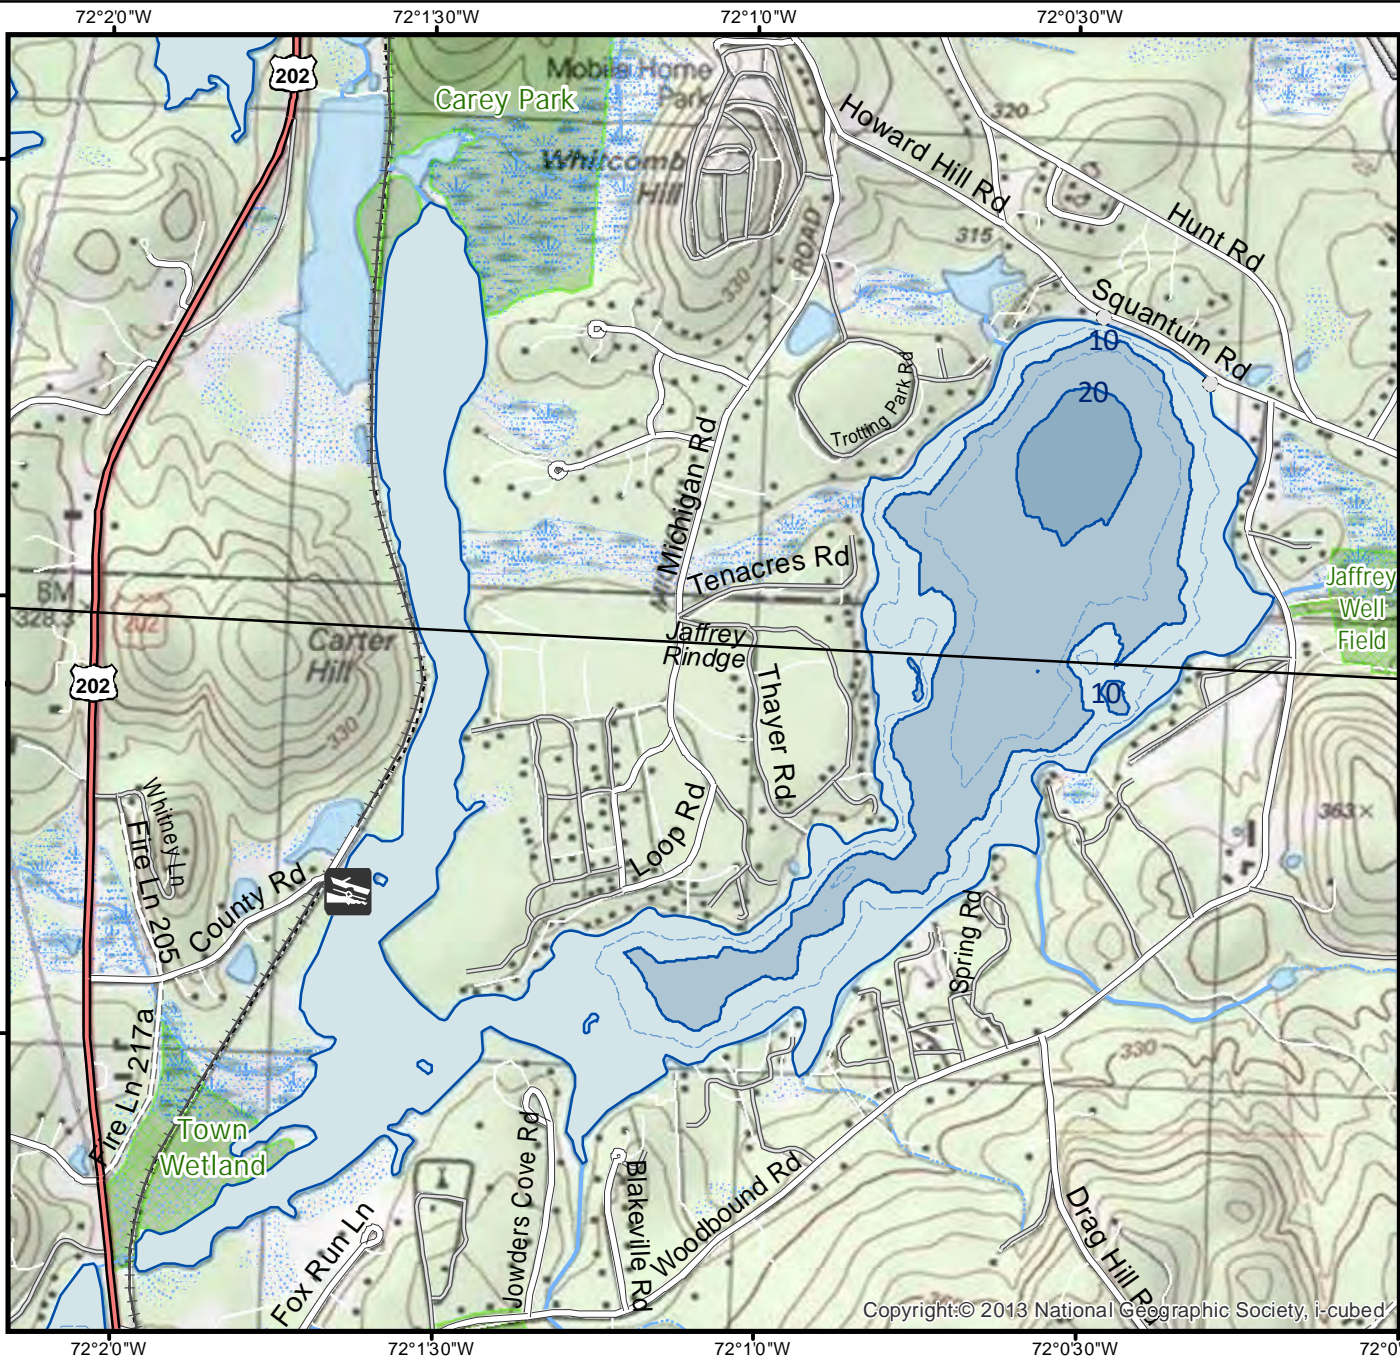 72°2'0"W
72°1'30"W
72°1'0"W
72°0'30"W
202
Mobile Home
Park
Carey Park
Howard Hill Rd
320
Whitcomb
Hill
Hunt Rd
ROAD
315
330
Squantum Rd
10
20
Trotting Park Rd
Michigan Rd
Tenacres Rd
Jaffrey
Well
Field
BM
328.3
202
Carter
Hill
Jaffrey
Rindge
202
10
330
Thayer Rd
Whitney Ln
Fire Ln 205
Loop Rd
363×
County Rd
Spring Rd
Fire Ln 217a
330
Town
Wetland
Jowders Cove Rd
Blakeville Rd
Woodbound Rd
Fox Run Ln
Drag Hill Rd
Copyright:© 2013 National Geographic Society, i-cubed
72°2'0"W
72°1'30"W
72°1'0"W
72°0'30"W
72°0'